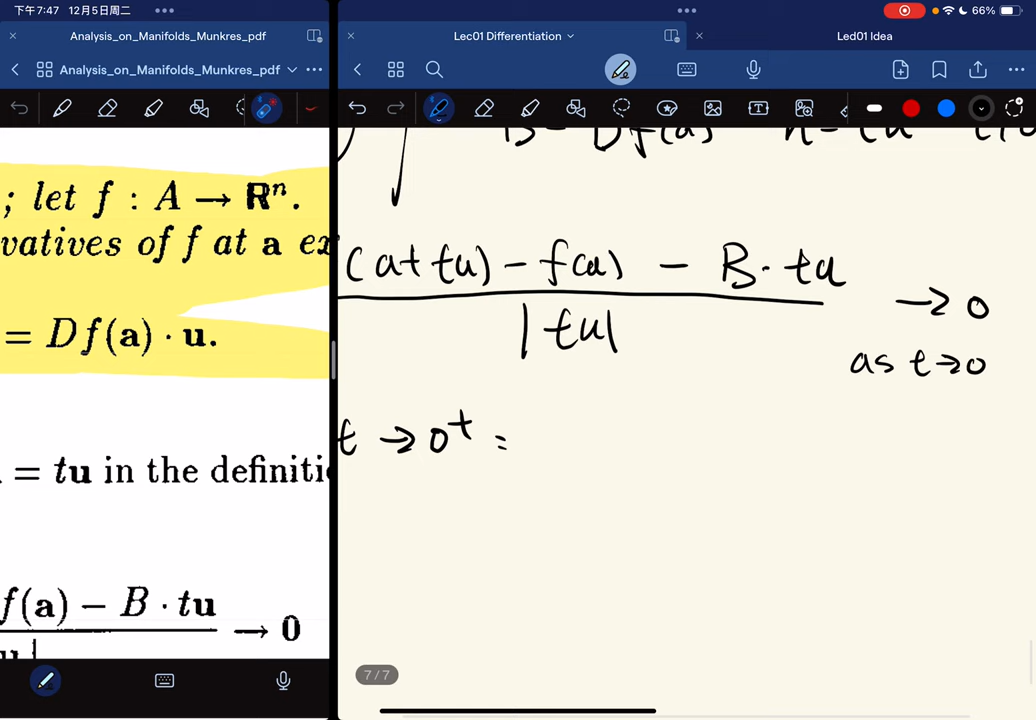 下午7:47 12月5日周二
66%
Analysis_on_Manifolds_Munkres_pdf
Lec01 Differentiation
Led01 Idea
Analysis_on_Manifolds_Munkres_pdf
; let f : A → Rⁿ.
vatives of f at a ex
= Df(a) · u.
= tu in the definiti
f(a) − B · tu
→ 0
B = Df(a)
(a+tu) − f(a) − B · tu
|tu|
→ 0
as t→0
t → 0⁺ :
7 / 7